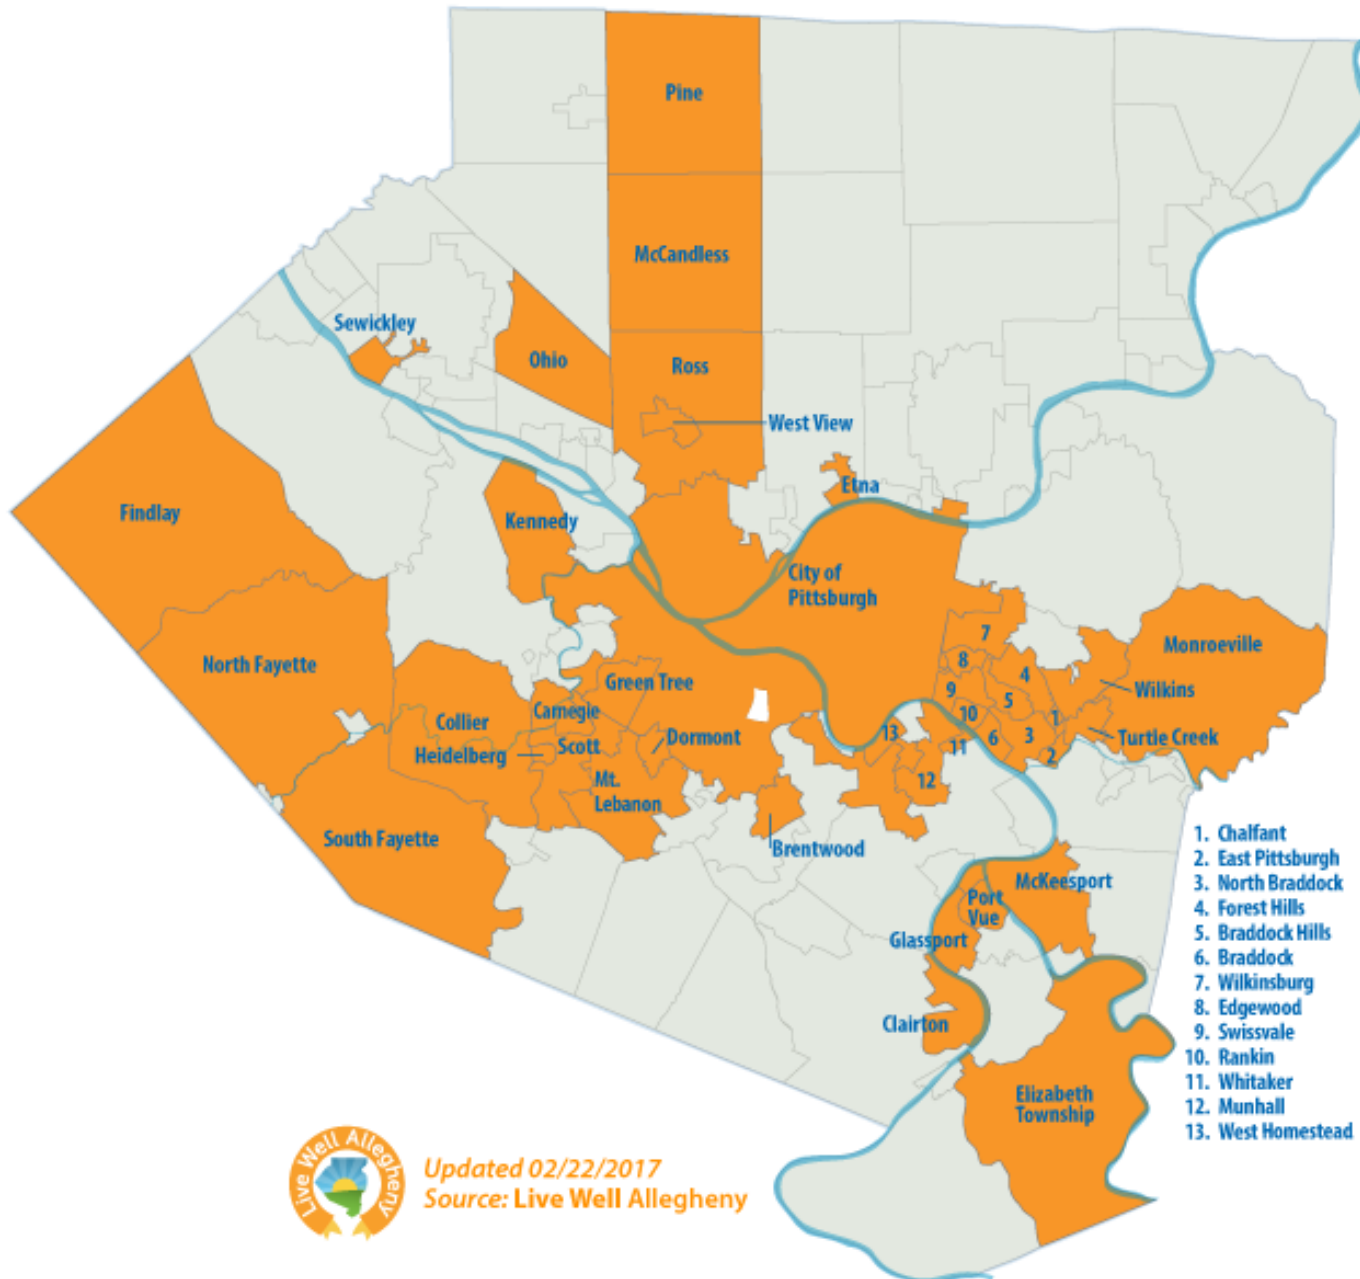 Pine
McCandless
Sewickley
Ohio
Ross
West View
Etna
Findlay
Kennedy
City of
Pittsburgh
North Fayette
Green Tree
Monroeville
Wilkins
Carnegie
Collier
Heidelberg
Scott
Dormont
Turtle Creek
Mt.
Lebanon
South Fayette
Brentwood
7
8
4
9
5
10
1
13
11
6
3
2
12
McKeesport
Port
Vue
Glassport
Clairton
Elizabeth
Township
1. Chalfant
2. East Pittsburgh
3. North Braddock
4. Forest Hills
5. Braddock Hills
6. Braddock
7. Wilkinsburg
8. Edgewood
9. Swissvale
10. Rankin
11. Whitaker
12. Munhall
13. West Homestead
Live Well Allegheny
Updated 02/22/2017
Source: Live Well Allegheny